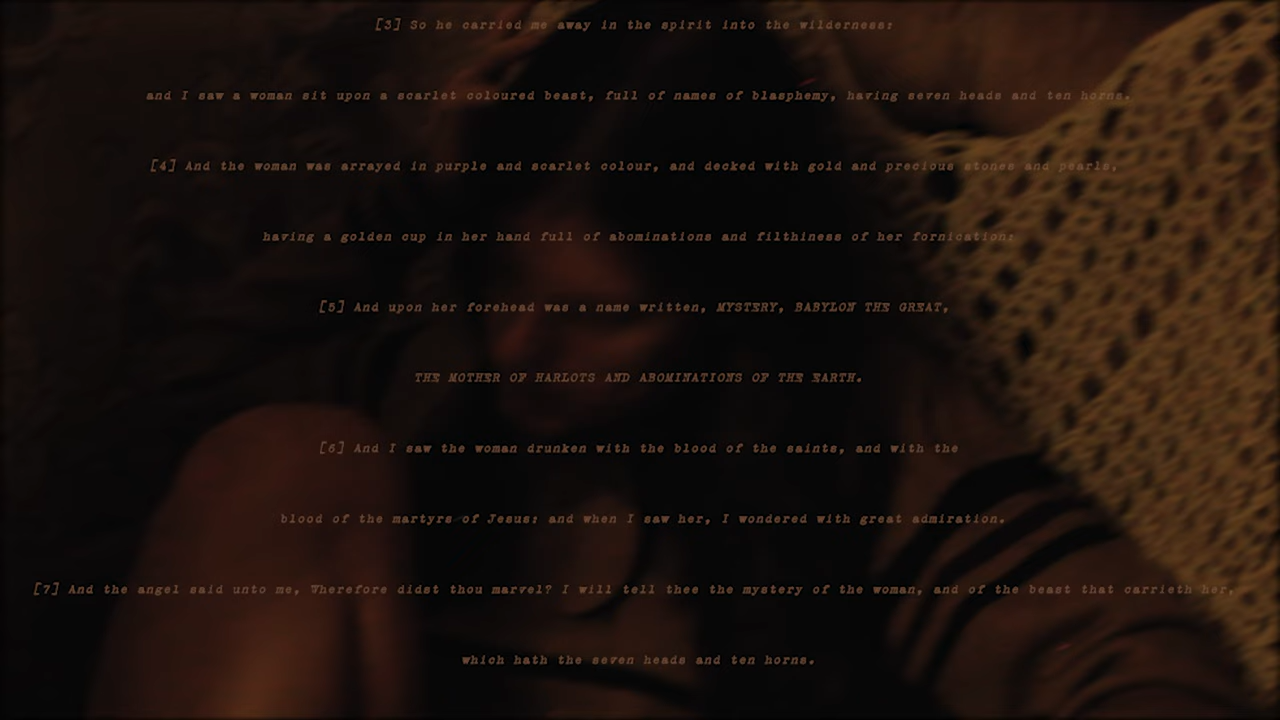 [3] So he carried me away in the spirit into the wilderness:
and I saw a woman sit upon a scarlet coloured beast, full of names of blasphemy, having seven heads and ten horns.
[4] And the woman was arrayed in purple and scarlet colour, and decked with gold and precious stones and pearls,
having a golden cup in her hand full of abominations and filthiness of her fornication:
[5] And upon her forehead was a name written, MYSTERY, BABYLON THE GREAT,
THE MOTHER OF HARLOTS AND ABOMINATIONS OF THE EARTH.
[6] And I saw the woman drunken with the blood of the saints, and with the
blood of the martyrs of Jesus: and when I saw her, I wondered with great admiration.
[7] And the angel said unto me, Wherefore didst thou marvel? I will tell thee the mystery of the woman, and of the beast that carrieth her,
which hath the seven heads and ten horns.